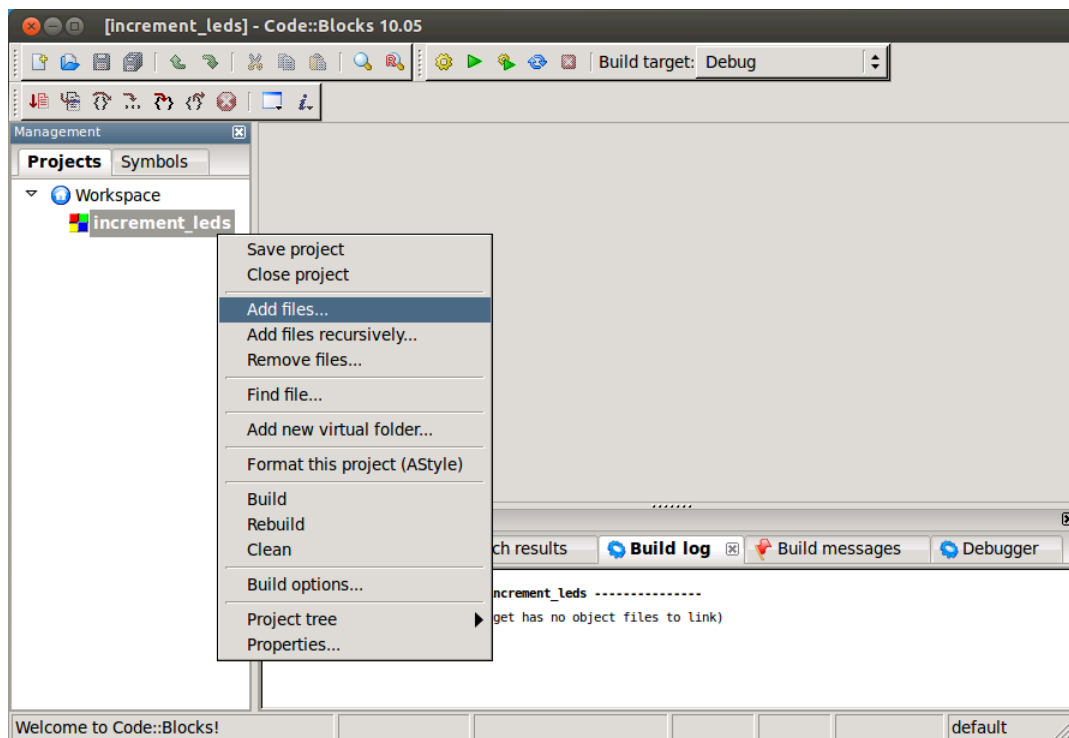 [increment_leds] - Code::Blocks 10.05
Build target: Debug
Management
Projects Symbols
Workspace
increment_leds
Save project
Close project
Add files...
Add files recursively...
Remove files...
Find file...
Add new virtual folder...
Format this project (AStyle)
Build
Rebuild
Clean
Build options...
Project tree
Properties...
ch results Build log Build messages Debugger
ncrement_leds ---------------
get has no object files to link)
Welcome to Code::Blocks! default